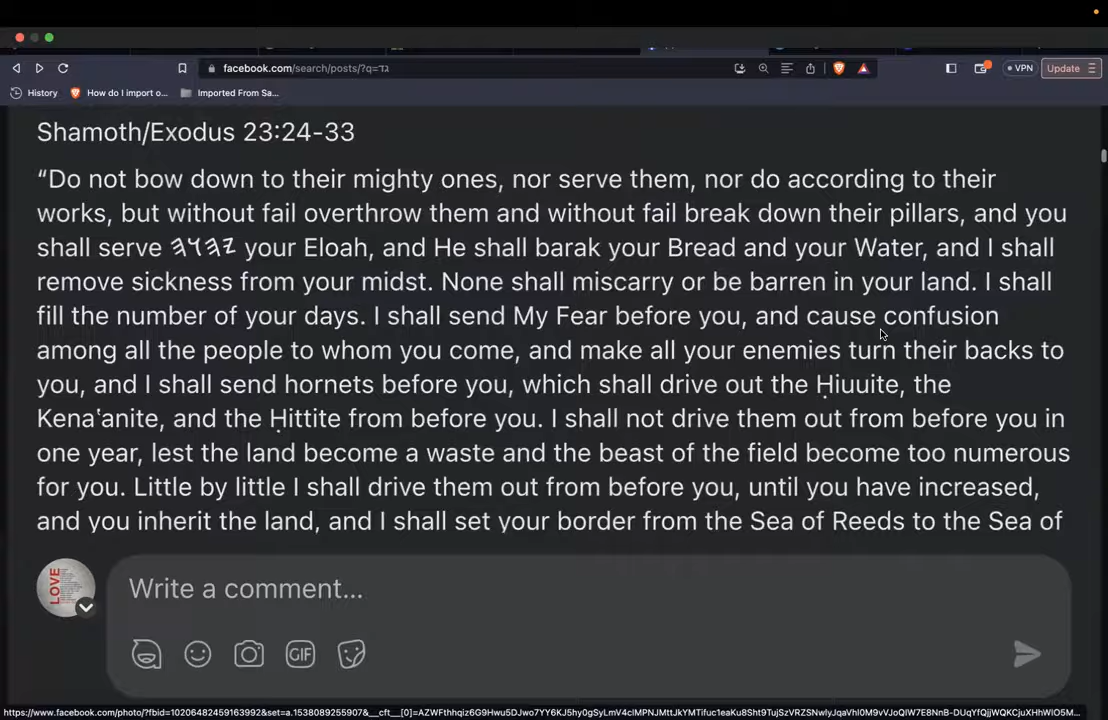 facebook.com/search/posts/?q=גד
VPN
Update
History
How do I import o...
Imported From Sa...
Shamoth/Exodus 23:24-33
“Do not bow down to their mighty ones, nor serve them, nor do according to their
works, but without fail overthrow them and without fail break down their pillars, and you
shall serve 𐤉𐤄𐤅𐤄 your Eloah, and He shall barak your Bread and your Water, and I shall
remove sickness from your midst. None shall miscarry or be barren in your land. I shall
fill the number of your days. I shall send My Fear before you, and cause confusion
among all the people to whom you come, and make all your enemies turn their backs to
you, and I shall send hornets before you, which shall drive out the Ḥiuuite, the
Kenaʽanite, and the Ḥittite from before you. I shall not drive them out from before you in
one year, lest the land become a waste and the beast of the field become too numerous
for you. Little by little I shall drive them out from before you, until you have increased,
and you inherit the land, and I shall set your border from the Sea of Reeds to the Sea of
LOVE
Write a comment...
GIF